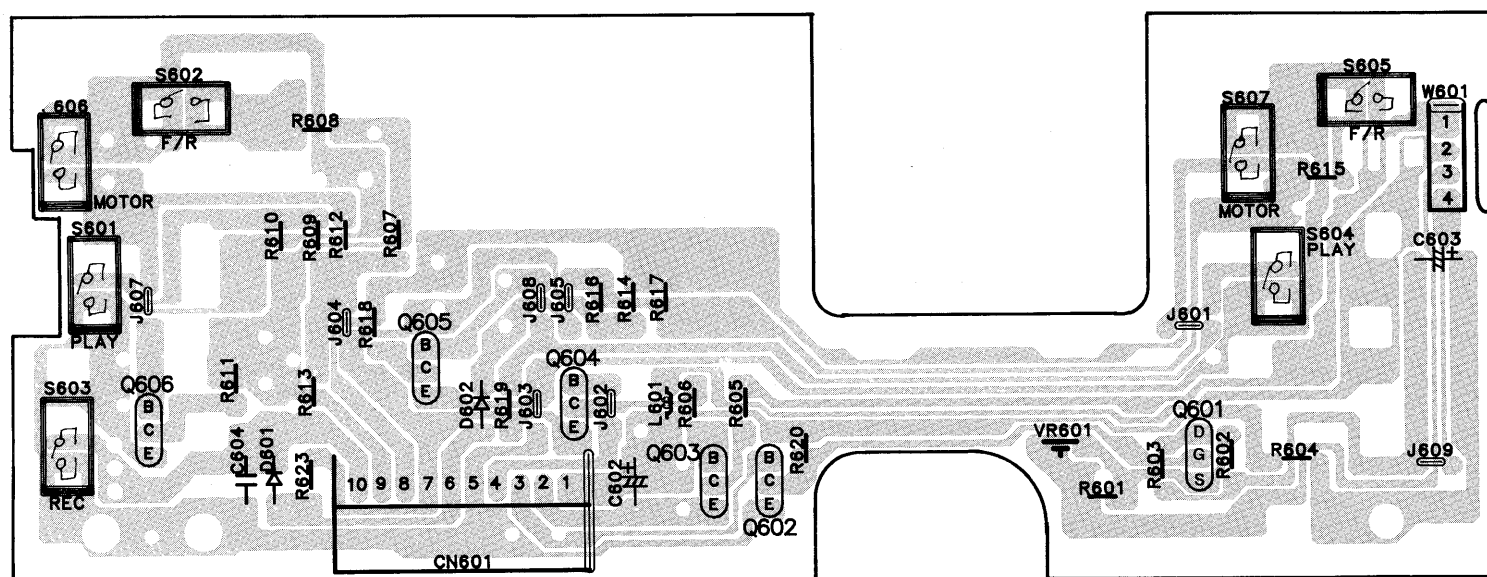 S602
S605
606
S607
W601
R608
1
F/R
F/R
2
R615
3
MOTOR
4
MOTOR
S601
R610
R609
R612
R607
S604
PLAY
C603
J607
J604
R618
J608
J605
R616
R614
R617
J601
Q605
PLAY
B
C
E
Q604
S603
Q606
R611
R613
B
C
E
D602
R619
J603
B
C
E
J602
L601
R606
R605
Q601
VR601
D
G
S
C604
D601
R623
Q603
B
C
E
B
C
E
R620
R603
R602
R604
J609
REC
10 9 8 7 6 5 4 3 2 1
C602
R601
Q602
CN601